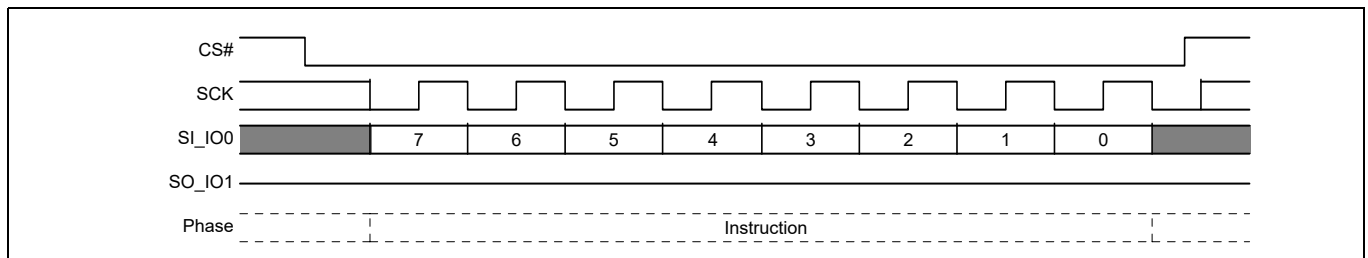 CS#
SCK
SI_IO0 7 6 5 4 3 2 1 0
SO_IO1
Phase Instruction